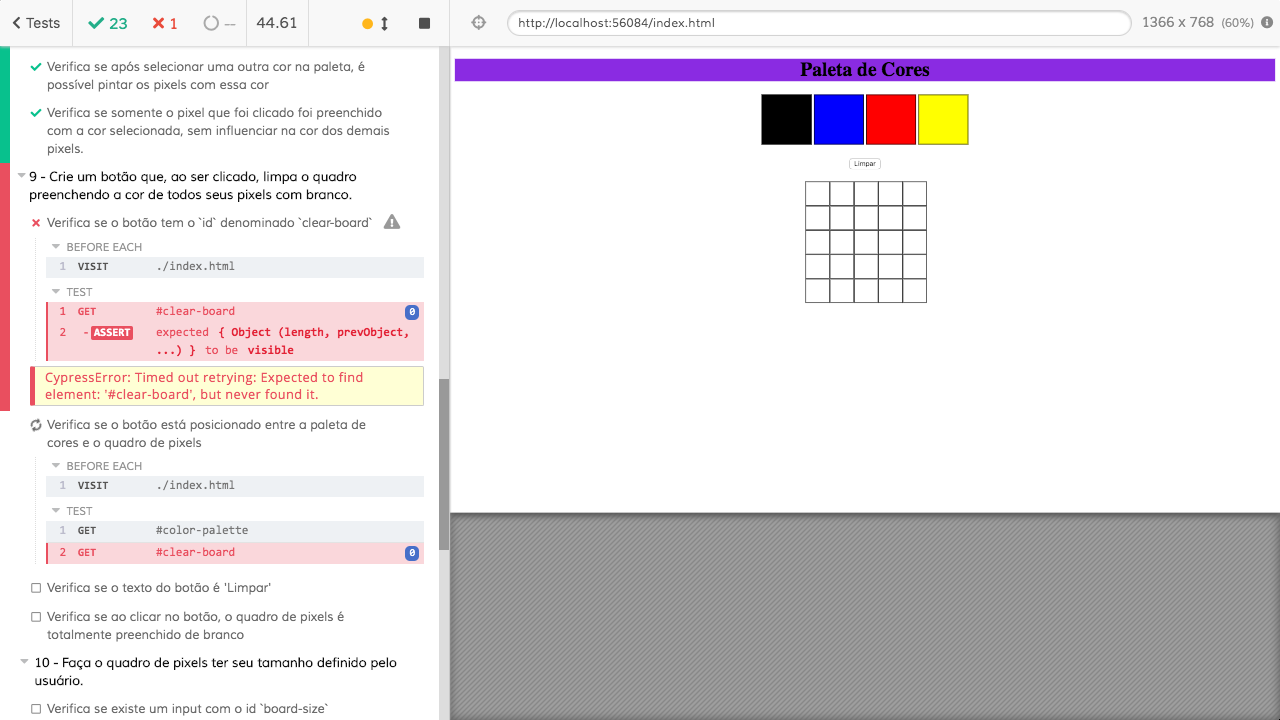 Tests
23
1
--
44.61
http://localhost:56084/index.html
1366 x 768 (60%)
Verifica se após selecionar uma outra cor na paleta, é
possível pintar os pixels com essa cor
Verifica se somente o pixel que foi clicado foi preenchido
com a cor selecionada, sem influenciar na cor dos demais
pixels.
9 - Crie um botão que, ao ser clicado, limpa o quadro
preenchendo a cor de todos seus pixels com branco.
Verifica se o botão tem o `id` denominado `clear-board`
BEFORE EACH
1 VISIT ./index.html
TEST
1 GET #clear-board 0
2 -ASSERT expected { Object (length, prevObject,
...) } to be visible
CypressError: Timed out retrying: Expected to find
element: '#clear-board', but never found it.
Verifica se o botão está posicionado entre a paleta de
cores e o quadro de pixels
BEFORE EACH
1 VISIT ./index.html
TEST
1 GET #color-palette
2 GET #clear-board 0
Verifica se o texto do botão é 'Limpar'
Verifica se ao clicar no botão, o quadro de pixels é
totalmente preenchido de branco
10 - Faça o quadro de pixels ter seu tamanho definido pelo
usuário.
Verifica se existe um input com o id `board-size`
Paleta de Cores
Limpar